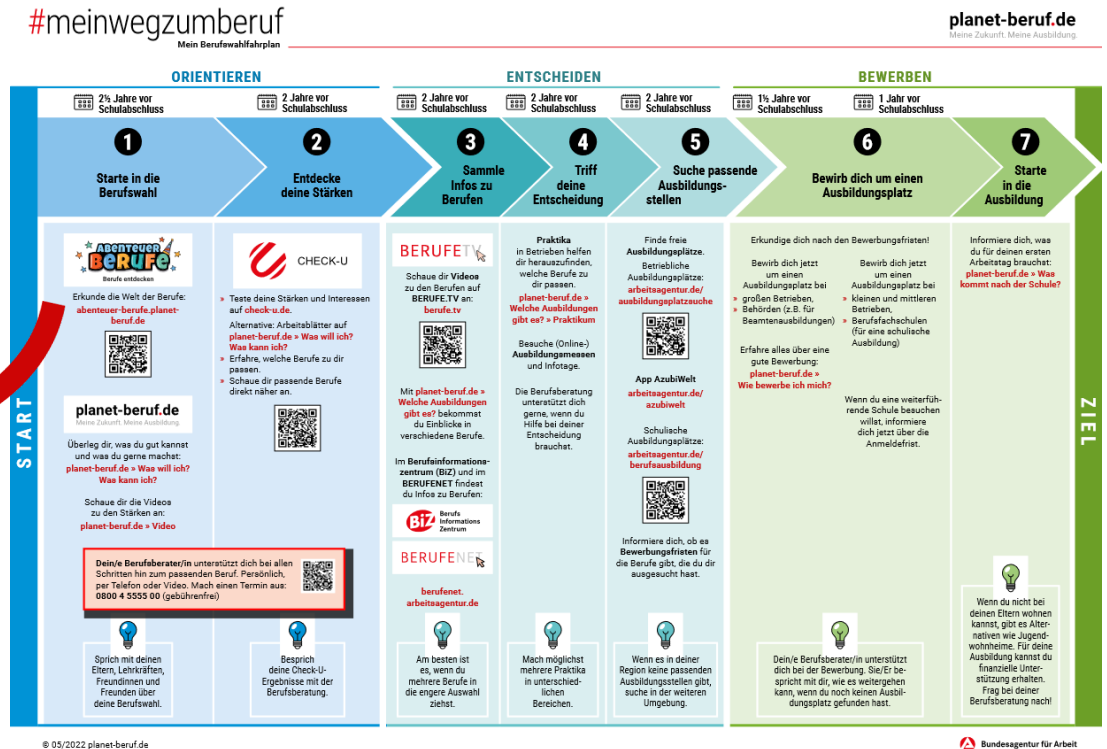 #meinwegzumberuf
Mein Berufswahlfahrplan
planet-beruf.de
Meine Zukunft. Meine Ausbildung.
ORIENTIEREN
ENTSCHEIDEN
BEWERBEN
2½ Jahre vor
Schulabschluss
2 Jahre vor
Schulabschluss
2 Jahre vor
Schulabschluss
2 Jahre vor
Schulabschluss
2 Jahre vor
Schulabschluss
1½ Jahre vor
Schulabschluss
1 Jahr vor
Schulabschluss
START
1
Starte in die
Berufswahl
2
Entdecke
deine Stärken
3
Sammle
Infos zu
Berufen
4
Triff
deine
Entscheidung
5
Suche passende
Ausbildungs-
stellen
6
Bewirb dich um einen
Ausbildungsplatz
7
Starte
in die
Ausbildung
ZIEL
ABENTEUER
BERUFE
Berufe entdecken
Erkunde die Welt der Berufe:
abenteuer-berufe.planet-
beruf.de
planet-beruf.de
Meine Zukunft. Meine Ausbildung.
Überleg dir, was du gut kannst
und was du gerne machst:
planet-beruf.de » Was will ich?
Was kann ich?
Schaue dir die Videos
zu den Stärken an:
planet-beruf.de » Video
CHECK-U
» Teste deine Stärken und Interessen
auf check-u.de.
Alternative: Arbeitsblätter auf
planet-beruf.de » Was will ich?
Was kann ich?
» Erfahre, welche Berufe zu dir
passen.
» Schaue dir passende Berufe
direkt näher an.
Dein/e Berufsberater/in unterstützt dich bei allen
Schritten hin zum passenden Beruf. Persönlich,
per Telefon oder Video. Mach einen Termin aus:
0800 4 5555 00 (gebührenfrei)
Sprich mit deinen
Eltern, Lehrkräften,
Freundinnen und
Freunden über
deine Berufswahl.
Besprich
deine Check-U-
Ergebnisse mit der
Berufsberatung.
BERUFETV
Schaue dir Videos
zu den Berufen auf
BERUFE.TV an:
berufe.tv
Mit planet-beruf.de »
Welche Ausbildungen
gibt es? bekommst
du Einblicke in
verschiedene Berufe.
Im Berufsinformations-
zentrum (BiZ) und im
BERUFENET findest
du Infos zu Berufen:
BiZ
Berufs
Informations
Zentrum
BERUFENET
berufenet.
arbeitsagentur.de
Am besten ist
es, wenn du
mehrere Berufe in
die engere Auswahl
ziehst.
Praktika
in Betrieben helfen
dir herauszufinden,
welche Berufe zu
dir passen.
planet-beruf.de »
Welche Ausbildungen
gibt es? » Praktikum
Besuche (Online-)
Ausbildungsmessen
und Infotage.
Die Berufsberatung
unterstützt dich
gerne, wenn du
Hilfe bei deiner
Entscheidung
brauchst.
Mach möglichst
mehrere Praktika
in unterschied-
lichen
Bereichen.
Finde freie
Ausbildungsplätze.
Betriebliche
Ausbildungsplätze:
arbeitsagentur.de/
ausbildungsplatzsuche
App AzubiWelt
arbeitsagentur.de/
azubiwelt
Schulische
Ausbildungsplätze:
arbeitsagentur.de/
berufsausbildung
Informiere dich, ob es
Bewerbungsfristen für
die Berufe gibt, die du dir
ausgesucht hast.
Wenn es in deiner
Region keine passenden
Ausbildungsstellen gibt,
suche in der weiteren
Umgebung.
Erkundige dich nach den Bewerbungsfristen!
Bewirb dich jetzt
um einen
Ausbildungsplatz bei
» großen Betrieben,
» Behörden (z.B. für
Beamtenausbildungen)
Erfahre alles über eine
gute Bewerbung:
planet-beruf.de »
Wie bewerbe ich mich?
Bewirb dich jetzt
um einen
Ausbildungsplatz bei
» kleinen und mittleren
Betrieben,
» Berufsfachschulen
(für eine schulische
Ausbildung)
Wenn du eine weiterfüh-
rende Schule besuchen
willst, informiere
dich jetzt über die
Anmeldefrist.
Dein/e Berufsberater/in unterstützt
dich bei der Bewerbung. Sie/Er be-
spricht mit dir, wie es weitergehen
kann, wenn du noch keinen Ausbil-
dungsplatz gefunden hast.
Informiere dich, was
du für deinen ersten
Arbeitstag brauchst:
planet-beruf.de » Was
kommt nach der Schule?
Wenn du nicht bei
deinen Eltern wohnen
kannst, gibt es Alter-
nativen wie Jugend-
wohnheime. Für deine
Ausbildung kannst du
finanzielle Unter-
stützung erhalten.
Frag bei deiner
Berufsberatung nach!
© 05/2022 planet-beruf.de
Bundesagentur für Arbeit